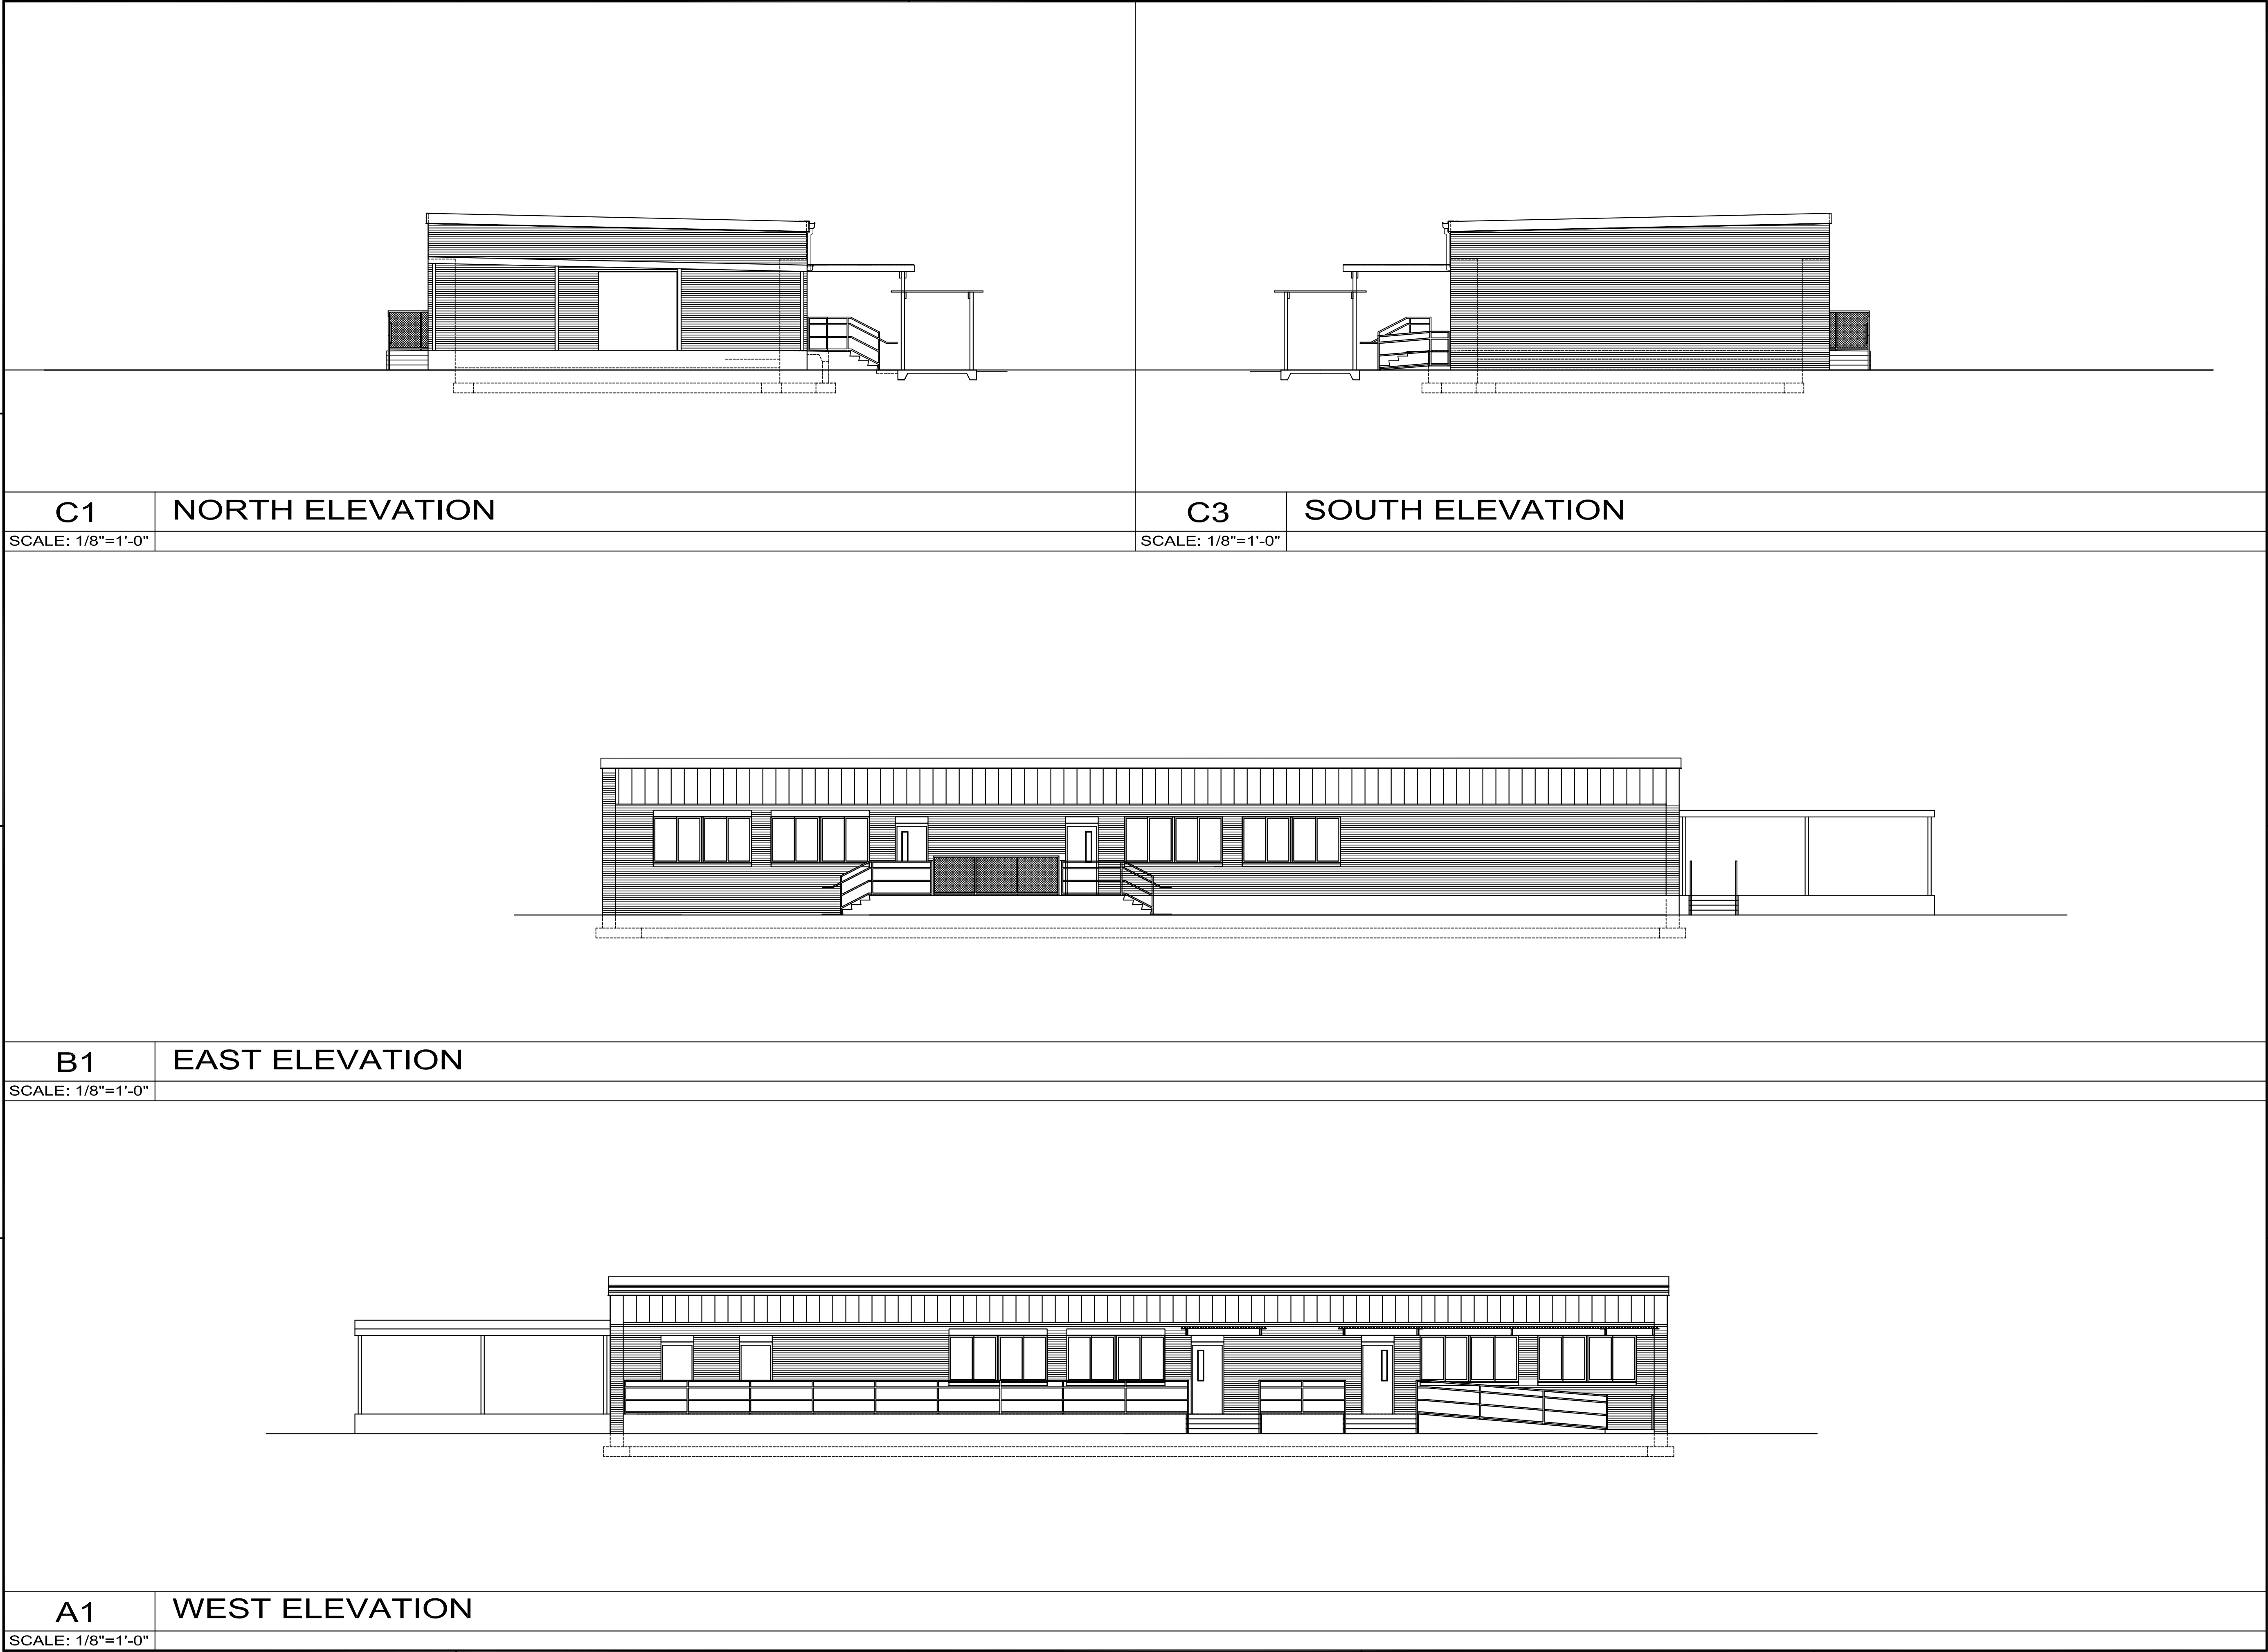 C1 NORTH ELEVATION
SCALE: 1/8"=1'-0"
C3 SOUTH ELEVATION
SCALE: 1/8"=1'-0"
B1 EAST ELEVATION
SCALE: 1/8"=1'-0"
A1 WEST ELEVATION
SCALE: 1/8"=1'-0"